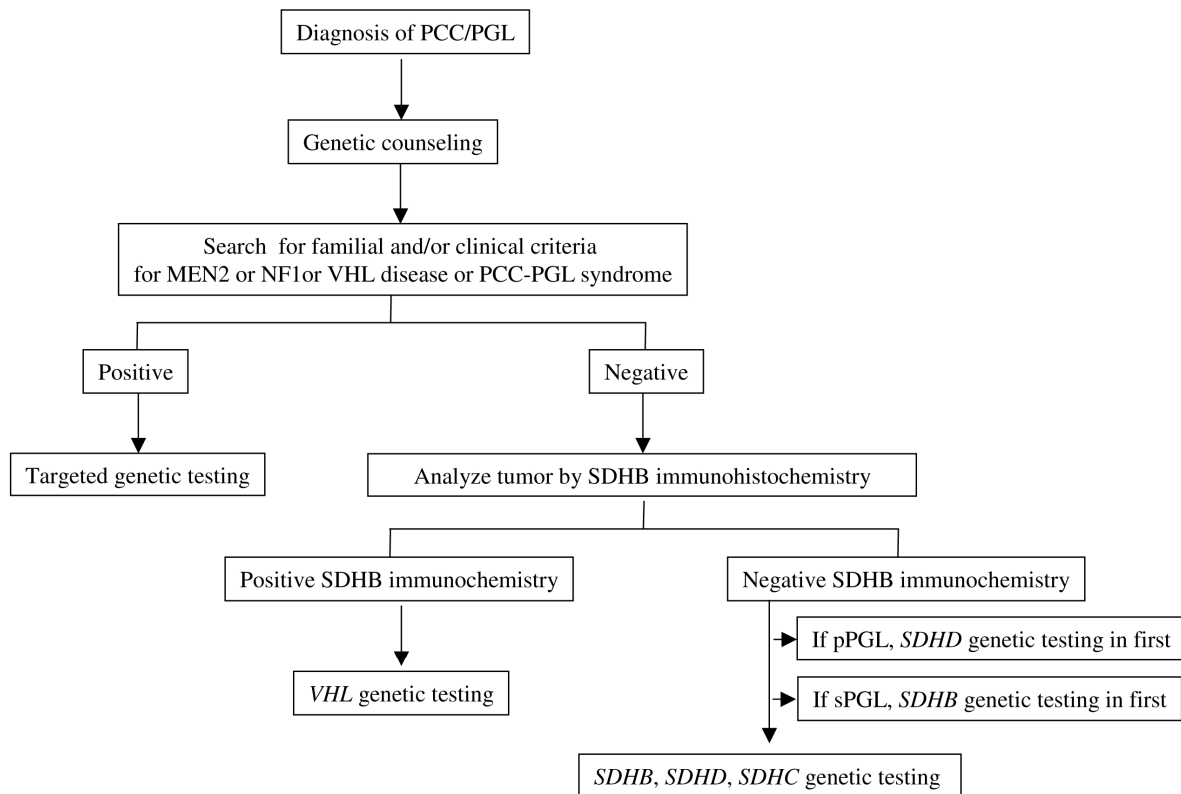 Diagnosis of PCC/PGL
Genetic counseling
Search for familial and/or clinical criteria
for MEN2 or NF1or VHL disease or PCC-PGL syndrome
Positive
Negative
Targeted genetic testing
Analyze tumor by SDHB immunohistochemistry
Positive SDHB immunochemistry
Negative SDHB immunochemistry
If pPGL, SDHD genetic testing in first
VHL genetic testing
If sPGL, SDHB genetic testing in first
SDHB, SDHD, SDHC genetic testing